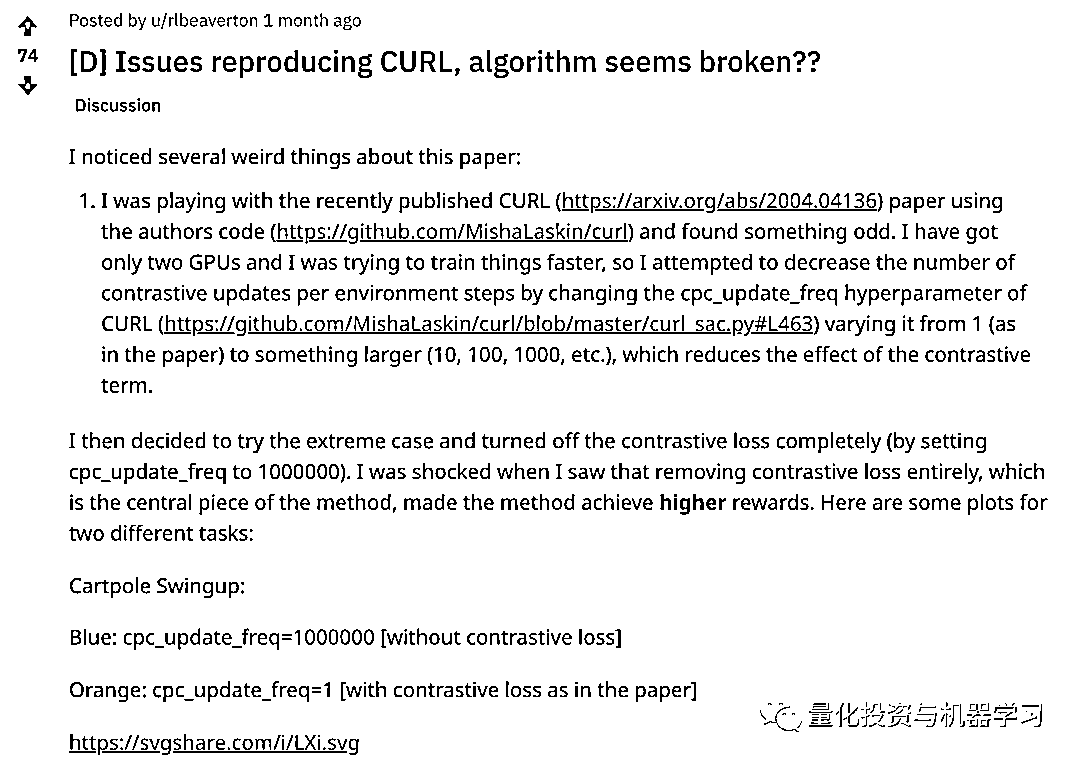 Posted by u/rlbeaverton 1 month ago
74
[D] Issues reproducing CURL, algorithm seems broken??
Discussion
I noticed several weird things about this paper:
1. I was playing with the recently published CURL (https://arxiv.org/abs/2004.04136) paper using
the authors code (https://github.com/MishaLaskin/curl) and found something odd. I have got
only two GPUs and I was trying to train things faster, so I attempted to decrease the number of
contrastive updates per environment steps by changing the cpc_update_freq hyperparameter of
CURL (https://github.com/MishaLaskin/curl/blob/master/curl_sac.py#L463) varying it from 1 (as
in the paper) to something larger (10, 100, 1000, etc.), which reduces the effect of the contrastive
term.
I then decided to try the extreme case and turned off the contrastive loss completely (by setting
cpc_update_freq to 1000000). I was shocked when I saw that removing contrastive loss entirely, which
is the central piece of the method, made the method achieve higher rewards. Here are some plots for
two different tasks:
Cartpole Swingup:
Blue: cpc_update_freq=1000000 [without contrastive loss]
Orange: cpc_update_freq=1 [with contrastive loss as in the paper]
量化投资与机器学习
https://svgshare.com/i/LXi.svg